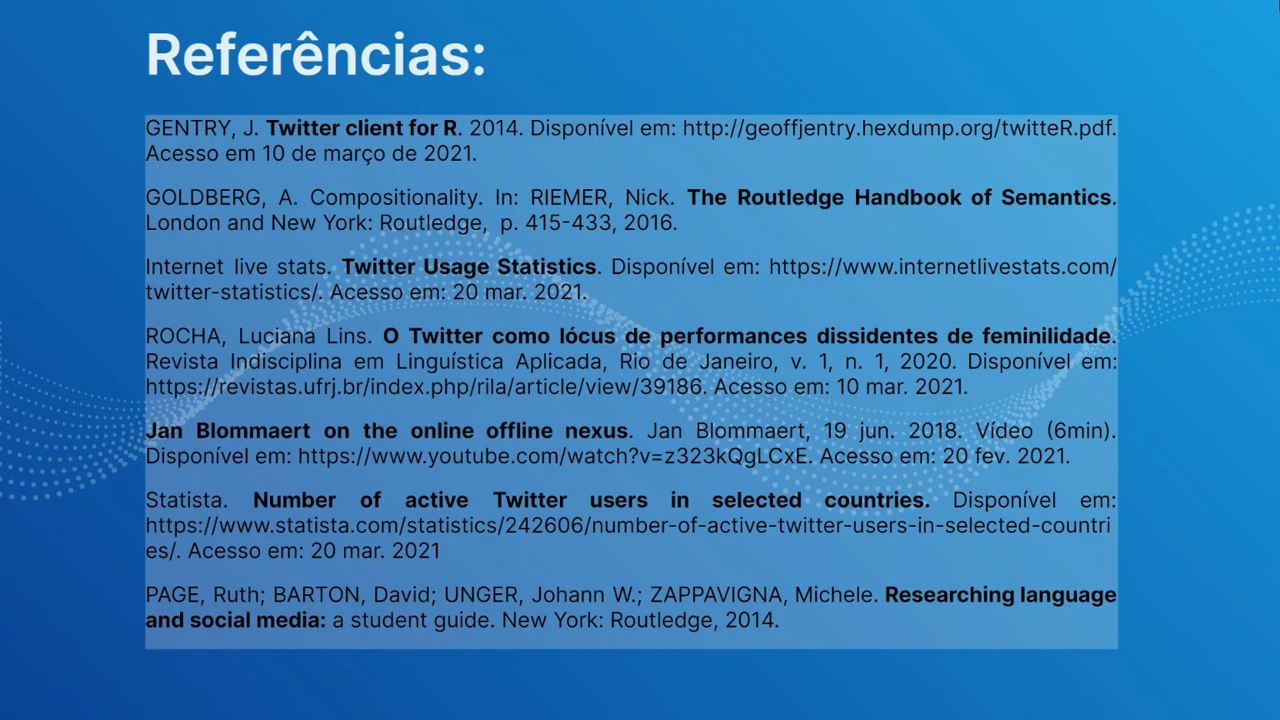 Referências:
GENTRY, J. Twitter client for R. 2014. Disponível em: http://geoffjentry.hexdump.org/twitteR.pdf.
Acesso em 10 de março de 2021.
GOLDBERG, A. Compositionality. In: RIEMER, Nick. The Routledge Handbook of Semantics.
London and New York: Routledge, p. 415-433, 2016.
Internet live stats. Twitter Usage Statistics. Disponível em: https://www.internetlivestats.com/
twitter-statistics/. Acesso em: 20 mar. 2021.
ROCHA, Luciana Lins. O Twitter como lócus de performances dissidentes de feminilidade.
Revista Indisciplina em Linguística Aplicada, Rio de Janeiro, v. 1, n. 1, 2020. Disponível em:
https://revistas.ufrj.br/index.php/rila/article/view/39186. Acesso em: 10 mar. 2021.
Jan Blommaert on the online offline nexus. Jan Blommaert, 19 jun. 2018. Vídeo (6min).
Disponível em: https://www.youtube.com/watch?v=z323kQgLCxE. Acesso em: 20 fev. 2021.
Statista. Number of active Twitter users in selected countries. Disponível em:
https://www.statista.com/statistics/242606/number-of-active-twitter-users-in-selected-countri
es/. Acesso em: 20 mar. 2021
PAGE, Ruth; BARTON, David; UNGER, Johann W.; ZAPPAVIGNA, Michele. Researching language
and social media: a student guide. New York: Routledge, 2014.